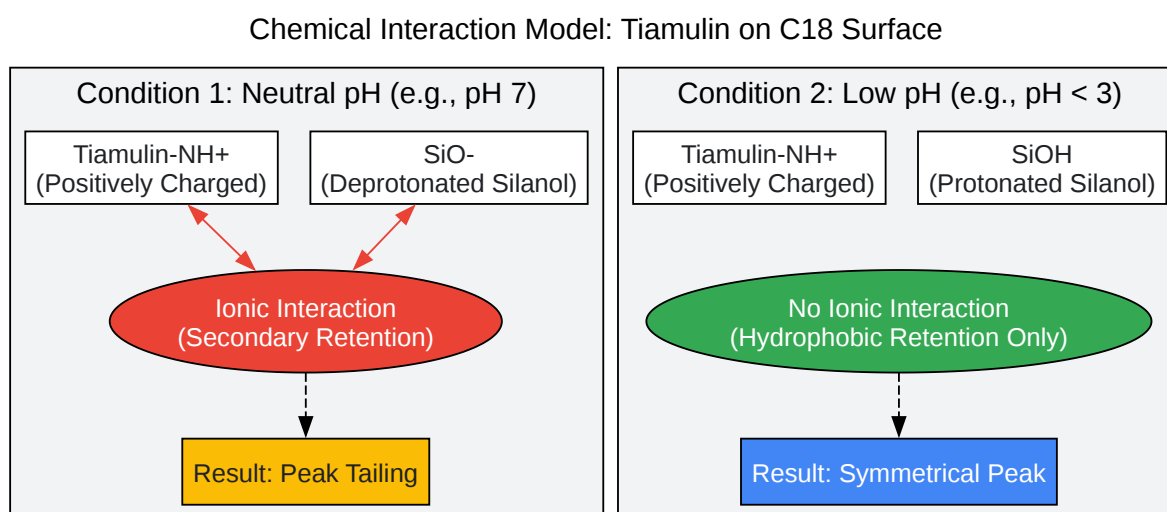 Chemical Interaction Model: Tiamulin on C18 Surface
Condition 1: Neutral pH (e.g., pH 7)
Tiamulin-NH+
(Positively Charged)
SiO-
(Deprotonated Silanol)
Ionic Interaction
(Secondary Retention)
Result: Peak Tailing
Condition 2: Low pH (e.g., pH < 3)
Tiamulin-NH+
(Positively Charged)
SiOH
(Protonated Silanol)
No Ionic Interaction
(Hydrophobic Retention Only)
Result: Symmetrical Peak